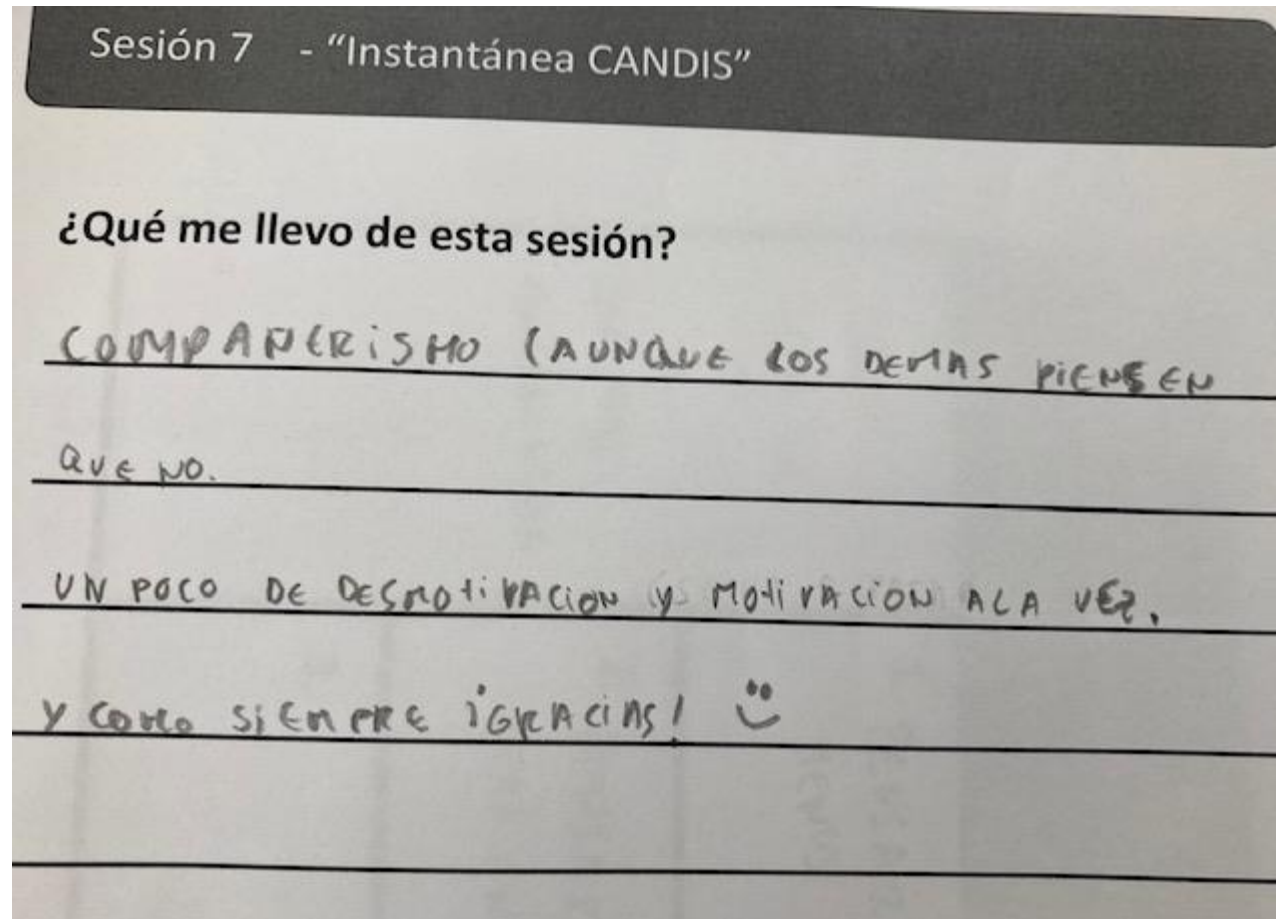 Sesión 7 - “Instantánea CANDIS”
¿Qué me llevo de esta sesión?
COMPANERISMO (AUNQUE LOS DEMAS PIENSEN
QUE NO.
UN POCO DE DESMOTIVACION Y MOTIVACION ALA VEZ.
Y COMO SIEMPRE ¡GRACIAS!